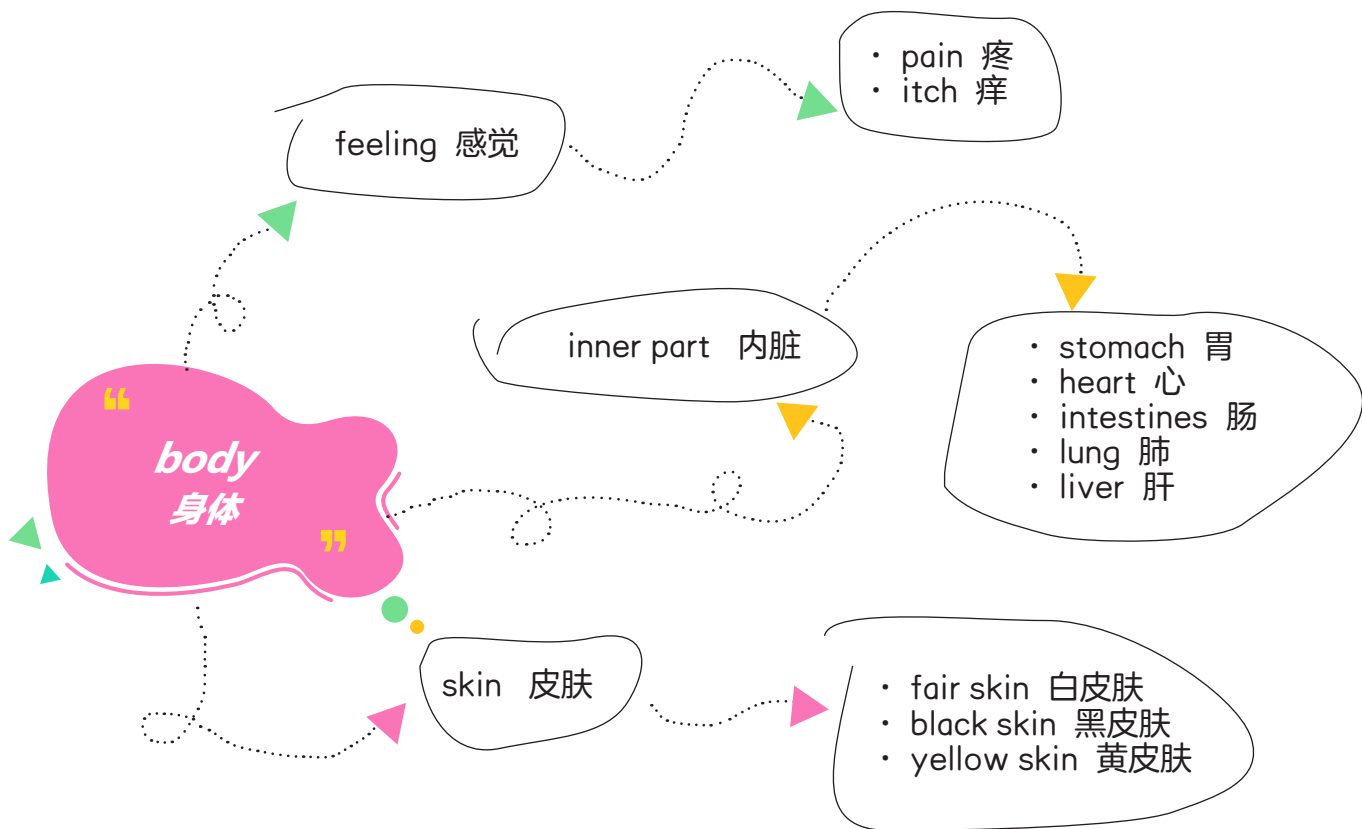 · pain 疼
· itch 痒
feeling 感觉
inner part 内脏
· stomach 胃
· heart 心
· intestines 肠
· lung 肺
· liver 肝
“
body
身体
”
skin 皮肤
· fair skin 白皮肤
· black skin 黑皮肤
· yellow skin 黄皮肤